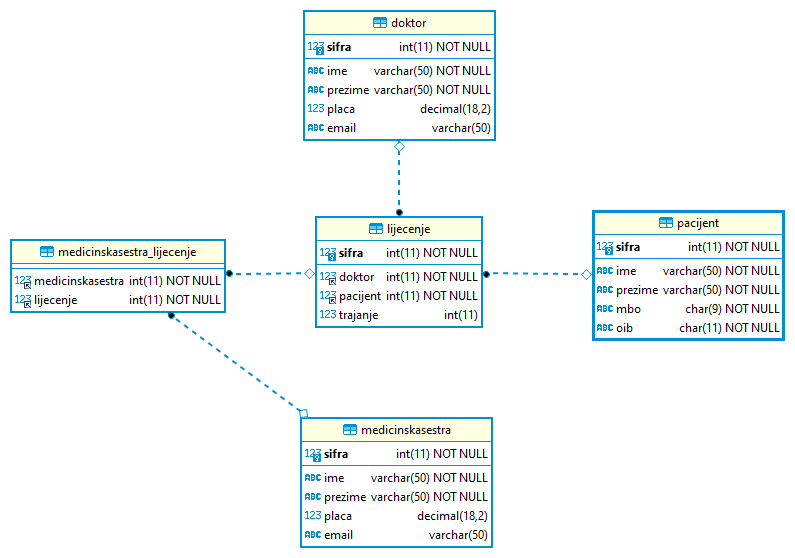 doktor
123 sifra int(11) NOT NULL
ABC ime varchar(50) NOT NULL
ABC prezime varchar(50) NOT NULL
123 placa decimal(18,2)
ABC email varchar(50)
medicinskasestra_lijecenje
123 medicinskasestra int(11) NOT NULL
123 lijecenje int(11) NOT NULL
lijecenje
123 sifra int(11) NOT NULL
123 doktor int(11) NOT NULL
123 pacijent int(11) NOT NULL
123 trajanje int(11)
pacijent
123 sifra int(11) NOT NULL
ABC ime varchar(50) NOT NULL
ABC prezime varchar(50) NOT NULL
ABC mbo char(9) NOT NULL
ABC oib char(11) NOT NULL
medicinskasestra
123 sifra int(11) NOT NULL
ABC ime varchar(50) NOT NULL
ABC prezime varchar(50) NOT NULL
123 placa decimal(18,2)
ABC email varchar(50)